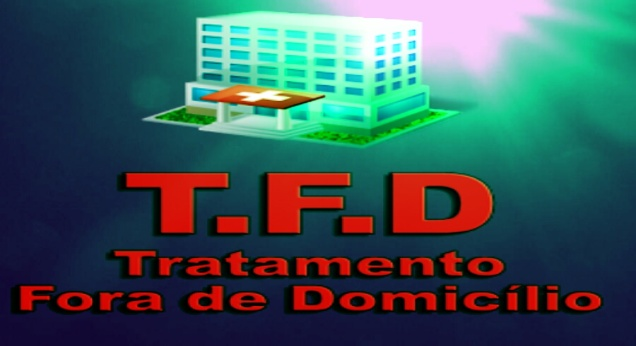 T.F.D
Tratamento
Fora de Domicílio